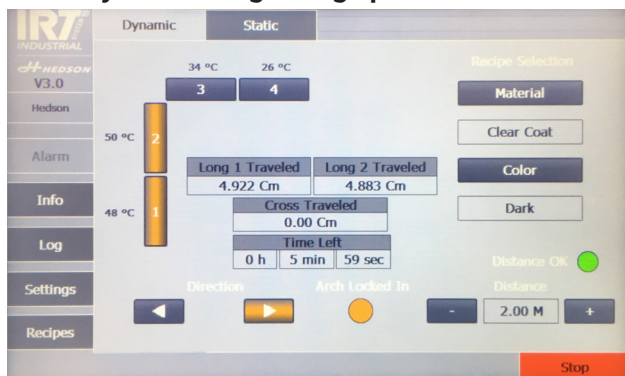 IRT SYSTEM
INDUSTRIAL
HEDSON
V3.0
Hedson
Alarm
Info
Log
Settings
Recipes
Dynamic Static
34 °C 26 °C
3 4
50 °C 2
48 °C 1
Long 1 Traveled Long 2 Traveled
4.922 Cm 4.883 Cm
Cross Traveled
0.00 Cm
Time Left
0 h 5 min 59 sec
Direction Arch Locked In
Recipe Selection
Material
Clear Coat
Color
Dark
Distance OK
Distance
- 2.00 M +
Stop